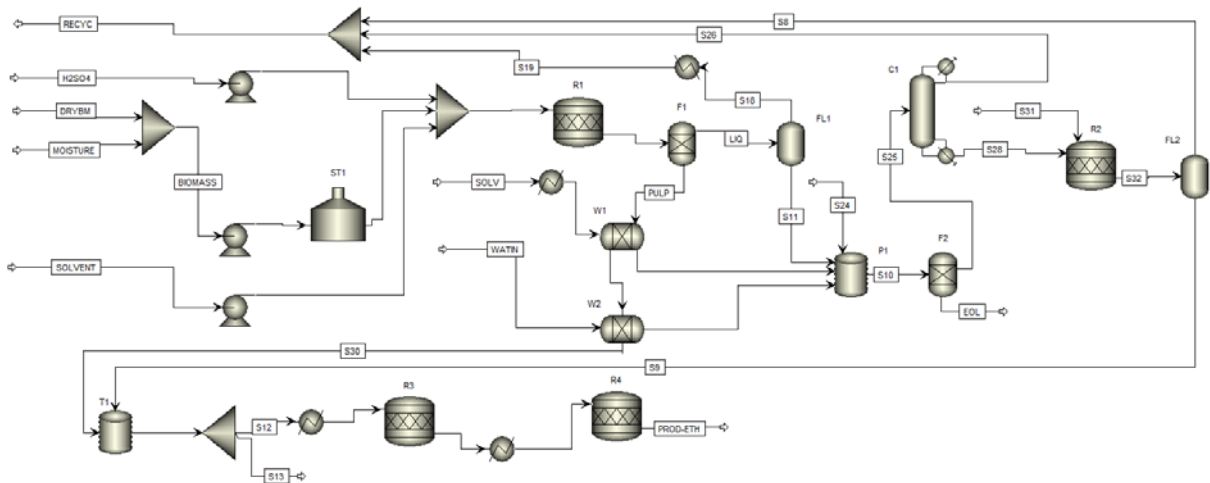 RECYC
S8
S26
H2SO4
S19
C1
DRYBM
R1
S18
F1
FL1
S31
R2
FL2
MOISTURE
LIQ
S28
S25
S32
BIOMASS
ST1
SOLV
PULP
S24
S11
W1
WATIN
P1
F2
S10
SOLVENT
W2
EOL
S30
S9
T1
R3
R4
S12
PROD-ETH
S13